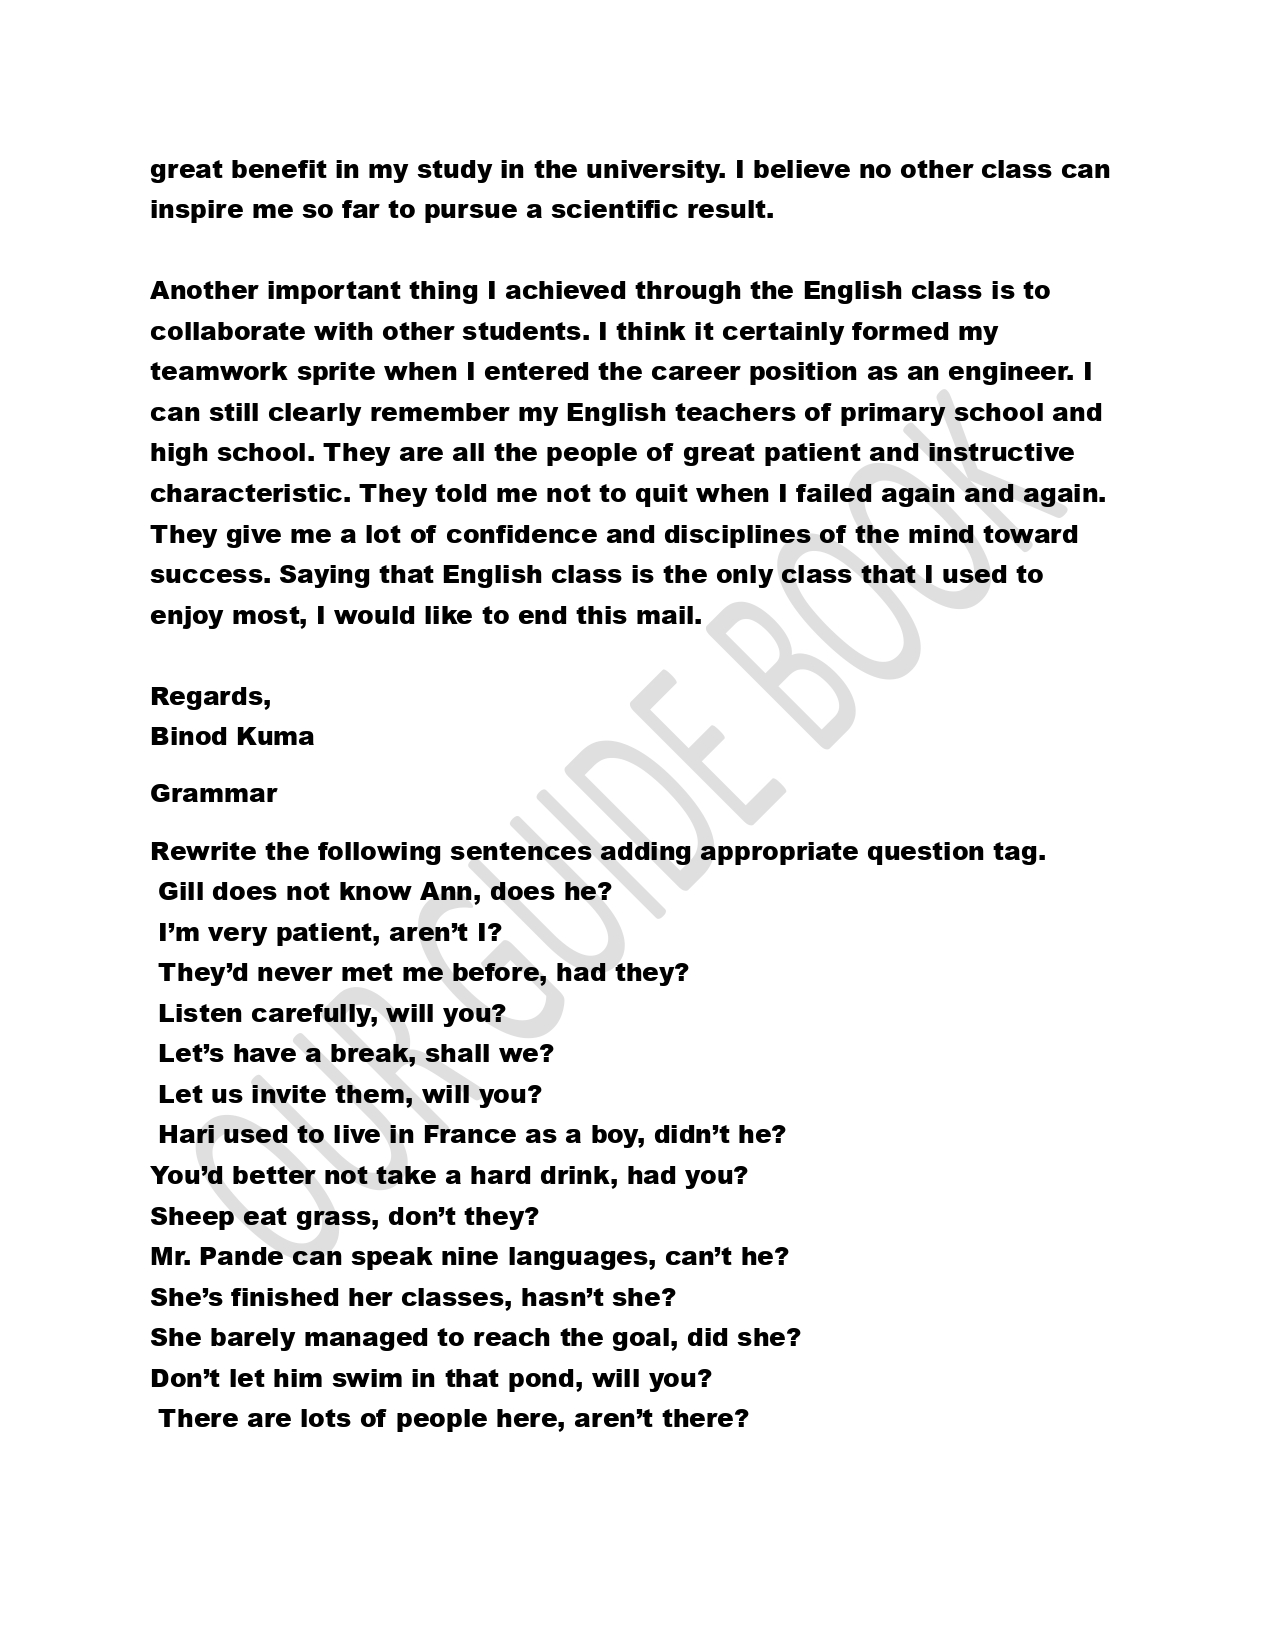 great benefit in my study in the university. I believe no other class can
inspire me so far to pursue a scientific result.
Another important thing I achieved through the English class is to
collaborate with other students. I think it certainly formed my
teamwork sprite when I entered the career position as an engineer. I
can still clearly remember my English teachers of primary school and
high school. They are all the people of great patient and instructive
characteristic. They told me not to quit when I failed again and again.
They give me a lot of confidence and disciplines of the mind toward
success. Saying that English class is the only class that I used to
enjoy most, I would like to end this mail.
Regards,
Binod Kuma
Grammar
Rewrite the following sentences adding appropriate question tag.
Gill does not know Ann, does he?
I’m very patient, aren’t I?
They’d never met me before, had they?
Listen carefully, will you?
Let’s have a break, shall we?
Let us invite them, will you?
Hari used to live in France as a boy, didn’t he?
You’d better not take a hard drink, had you?
Sheep eat grass, don’t they?
Mr. Pande can speak nine languages, can’t he?
She’s finished her classes, hasn’t she?
She barely managed to reach the goal, did she?
Don’t let him swim in that pond, will you?
There are lots of people here, aren’t there?
OUR GUIDE BOOK